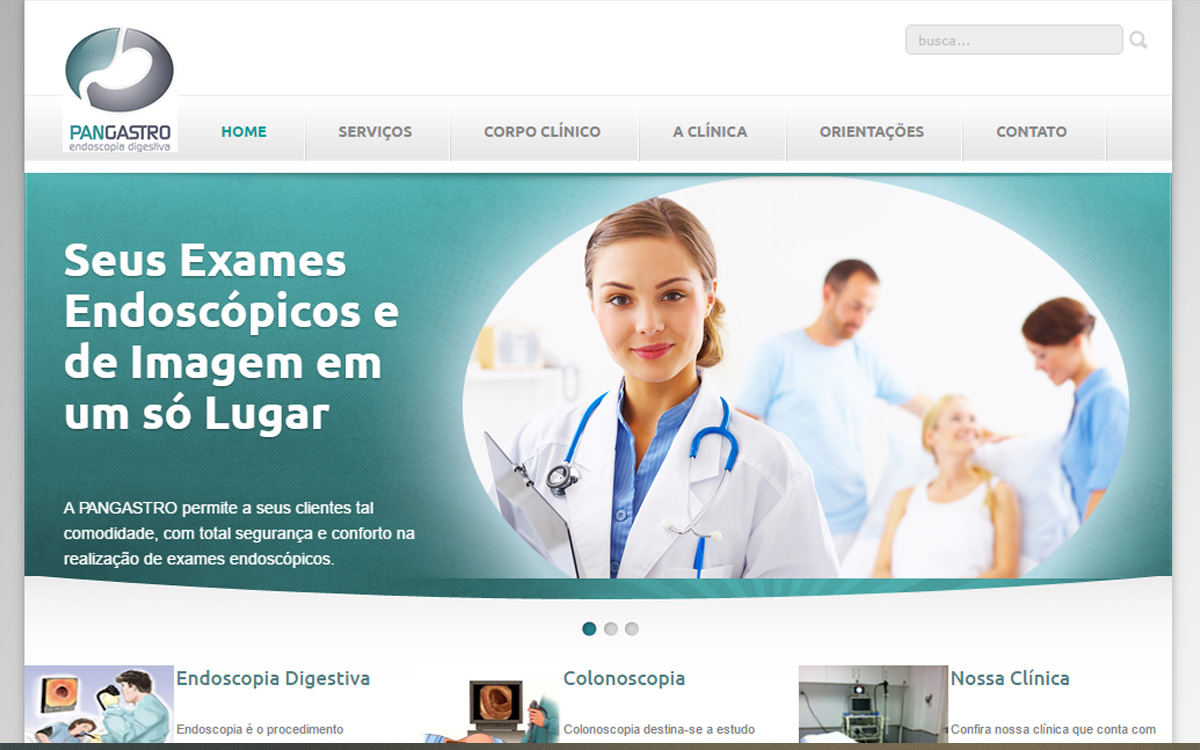 busca...
PANGASTRO
endoscopia digestiva
HOME
SERVIÇOS
CORPO CLÍNICO
A CLÍNICA
ORIENTAÇÕES
CONTATO
Seus Exames
Endoscópicos e
de Imagem em
um só Lugar
A PANGASTRO permite a seus clientes tal
comodidade, com total segurança e conforto na
realização de exames endoscópicos.
Endoscopia Digestiva
Endoscopia é o procedimento
Colonoscopia
Colonoscopia destina-se a estudo
Nossa Clínica
Confira nossa clínica que conta com